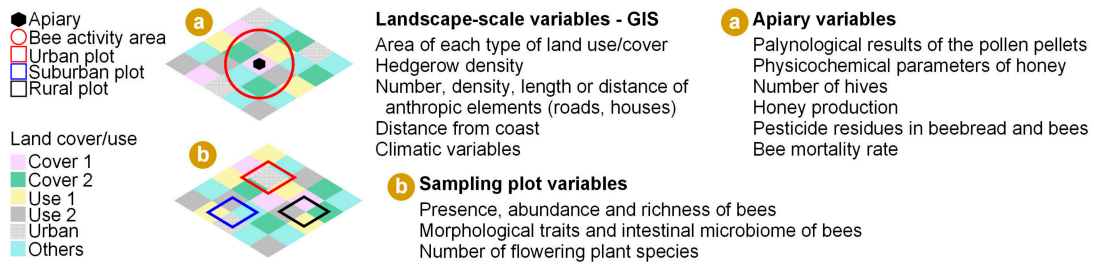 Apiary
Bee activity area
Urban plot
Suburban plot
Rural plot
Land cover/use
Cover 1
Cover 2
Use 1
Use 2
Urban
Others
a
b
Landscape-scale variables - GIS
Area of each type of land use/cover
Hedgerow density
Number, density, length or distance of
anthropic elements (roads, houses)
Distance from coast
Climatic variables
a Apiary variables
Palynological results of the pollen pellets
Physicochemical parameters of honey
Number of hives
Honey production
Pesticide residues in beebread and bees
Bee mortality rate
b Sampling plot variables
Presence, abundance and richness of bees
Morphological traits and intestinal microbiome of bees
Number of flowering plant species